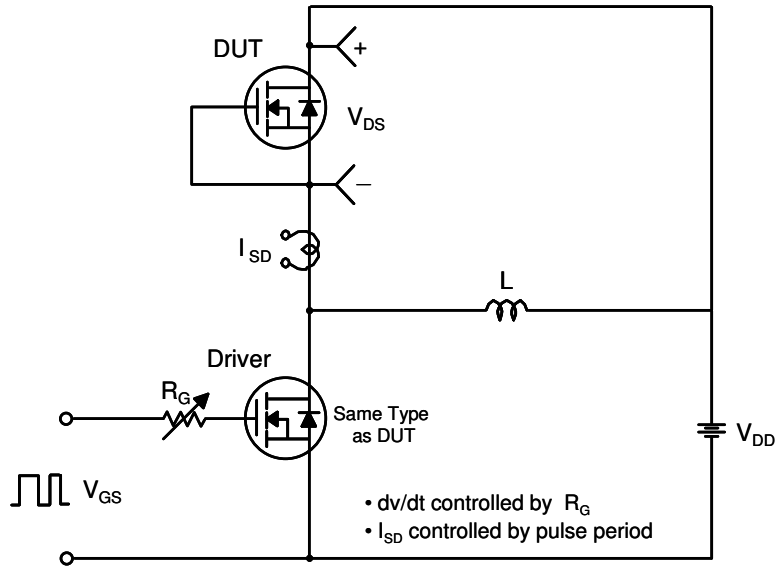 DUT
+
V_DS
–
I_SD
L
Driver
R_G
Same Type
as DUT
V_DD
V_GS
• dv/dt controlled by R_G
• I_SD controlled by pulse period